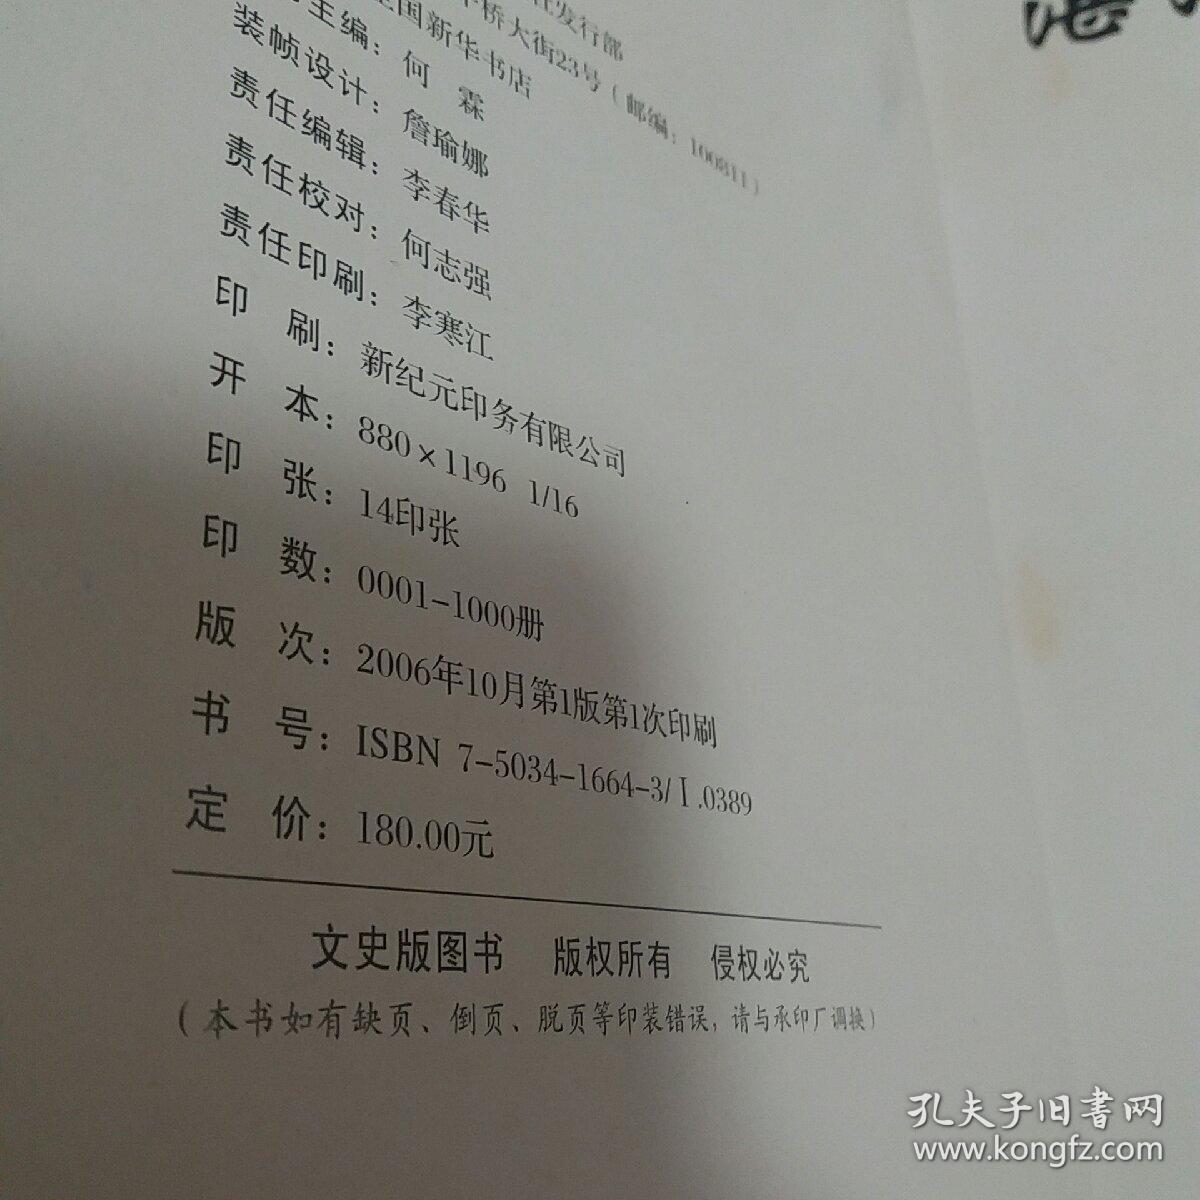 社发行部
桥大街23号（邮编：100811）
全国新华书店
主编：何 霖
装帧设计：詹瑜娜
责任编辑：李春华
责任校对：何志强
责任印刷：李寒江
印 刷：新纪元印务有限公司
开 本：880×1196 1/16
印 张：14印张
印 数：0001-1000册
版 次：2006年10月第1版第1次印刷
书 号：ISBN 7-5034-1664-3/I.0389
定 价：180.00元
文史版图书 版权所有 侵权必究
（本书如有缺页、倒页、脱页等印装错误，请与承印厂调换）
湛
孔夫子旧书网
www.kongfz.com